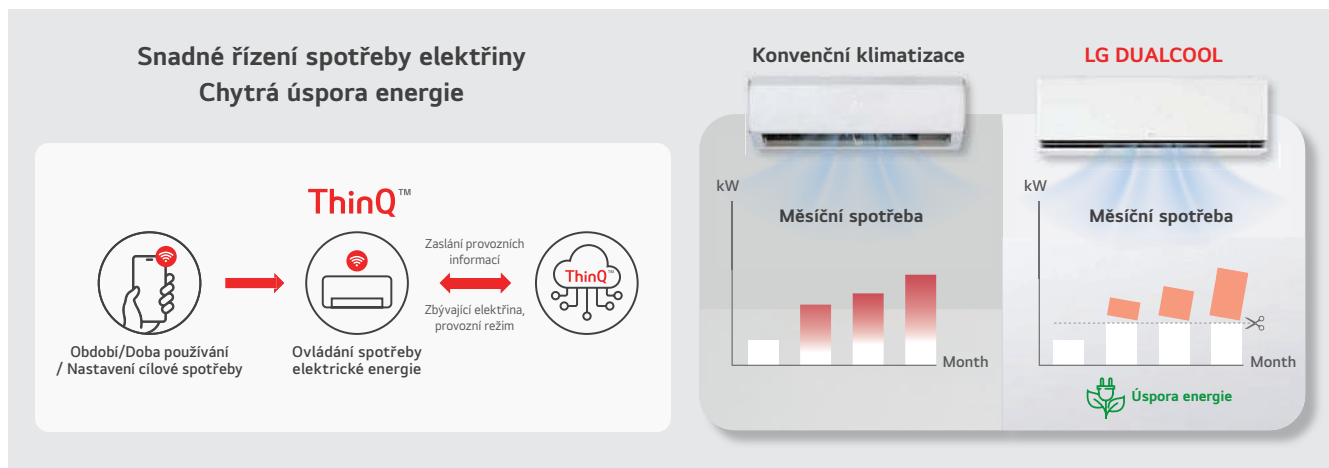 Snadné řízení spotřeby elektřiny
Chytrá úspora energie
ThinQ™
Zaslání provozních
informací
ThinQ™
Zbývající elektřina,
provozní režim
Období/Doba používání
/ Nastavení cílové spotřeby
Ovládání spotřeby
elektrické energie
Konvenční klimatizace
kW
Měsíční spotřeba
Month
LG DUALCOOL
kW
Měsíční spotřeba
Month
Úspora energie